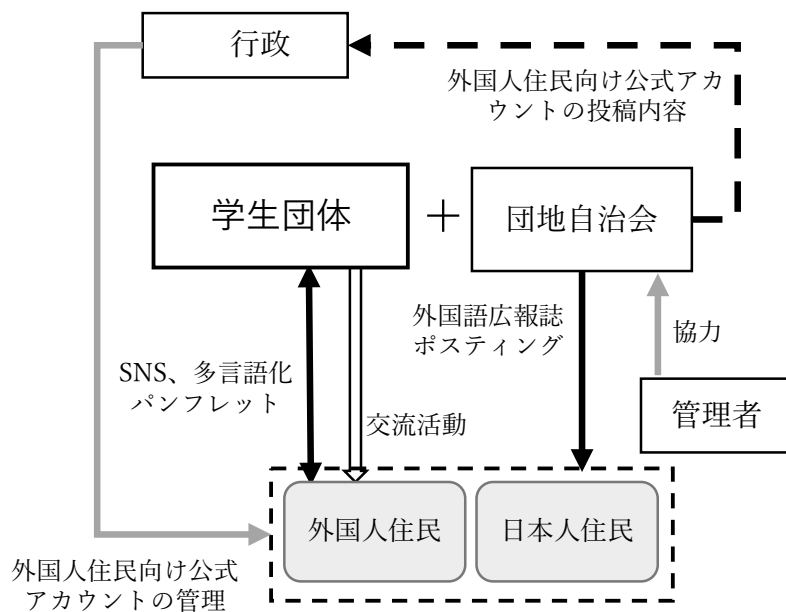 行政
外国人住民向け公式アカ
ウントの投稿内容
学生団体
＋
団地自治会
外国語広報誌
ポスティング
協力
SNS、多言語化
パンフレット
管理者
交流活動
外国人住民
日本人住民
外国人住民向け公式
アカウントの管理